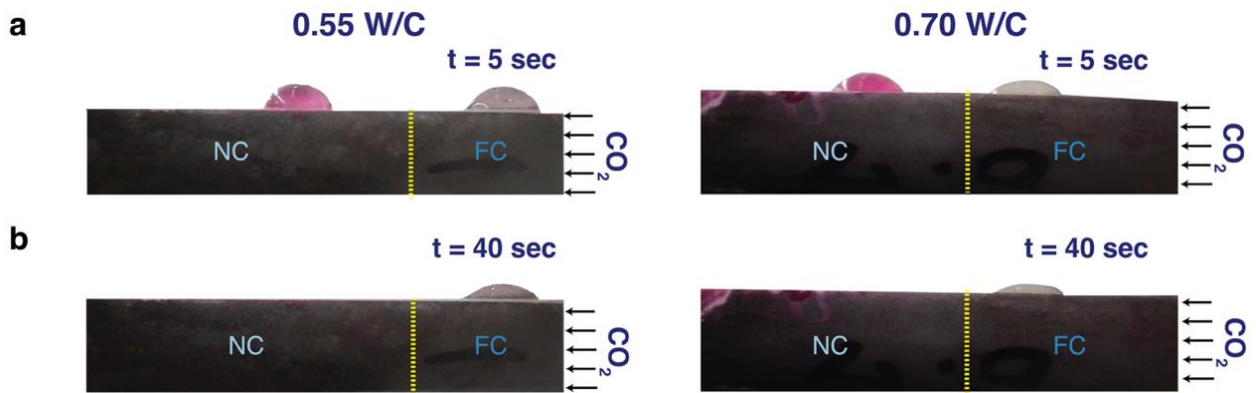 a
0.55 W/C
t = 5 sec
NC
FC
CO2
0.70 W/C
t = 5 sec
NC
FC
CO2
b
t = 40 sec
NC
FC
CO2
t = 40 sec
NC
FC
CO2